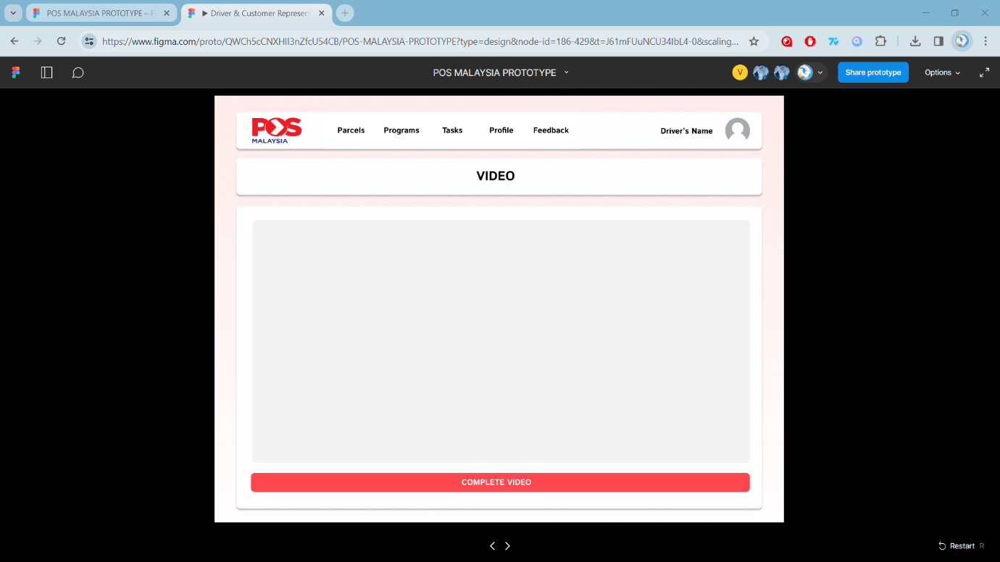 POS MALAYSIA PROTOTYPE – F
▶ Driver & Customer Represen
https://www.figma.com/proto/QWCh5cCNXHIl3nZfcU54CB/POS-MALAYSIA-PROTOTYPE?type=design&node-id=186-429&t=J61mFUuNCU34IbL4-0&scaling...
POS MALAYSIA PROTOTYPE
V
Share prototype
Options
POS
MALAYSIA
Parcels
Programs
Tasks
Profile
Feedback
Driver's Name
VIDEO
COMPLETE VIDEO
Restart R